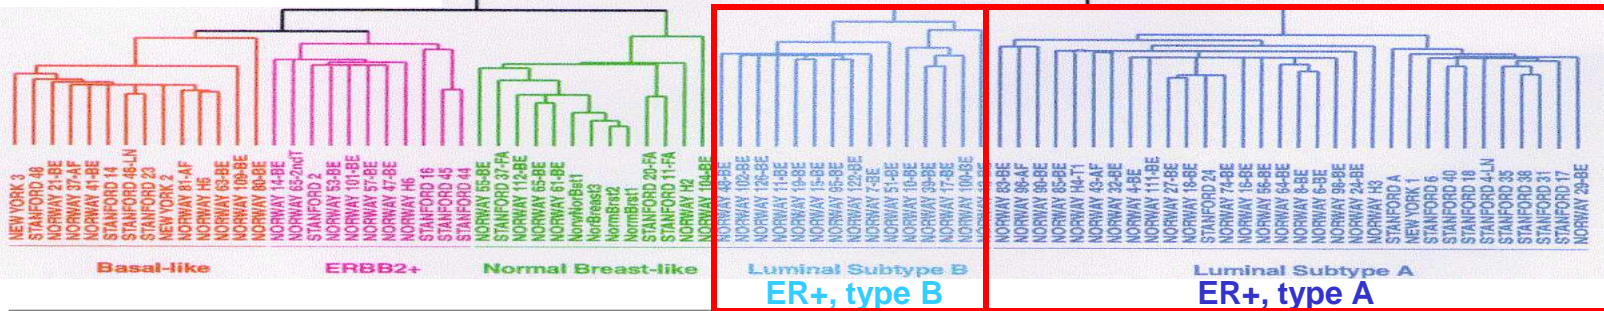 NEW YORK 3
STANFORD 48
NORWAY 21-BE
NORWAY 37-AF
NORWAY 41-BE
STANFORD 14
STANFORD 48-LN
STANFORD 23
NEW YORK 2
NORWAY 81-AF
NORWAY H5
NORWAY 63-BE
NORWAY 109-BE
NORWAY 80-BE
NORWAY 14-BE
NORWAY 65-2ndT
STANFORD 2
NORWAY 53-BE
NORWAY 101-BE
NORWAY 57-BE
NORWAY 47-BE
NORWAY H6
STANFORD 16
STANFORD 45
STANFORD 44
NORWAY 55-BE
STANFORD 37-FA
NORWAY 112-BE
NORWAY 65-BE
NORWAY 61-BE
NorwNorBst1
NorBreast3
NormBrst2
NormBrst1
STANFORD 20-FA
STANFORD 11-FA
NORWAY H2
NORWAY 104-BE
NORWAY 48-BE
NORWAY 102-BE
NORWAY 126-BE
NORWAY 11-BE
NORWAY 19-BE
NORWAY 15-BE
NORWAY 95-BE
NORWAY 122-BE
NORWAY 7-BE
NORWAY 51-BE
NORWAY 10-BE
NORWAY 39-BE
NORWAY 17-BE
NORWAY 100-BE
NORWAY
NORWAY 83-BE
NORWAY 96-AF
NORWAY 90-BE
NORWAY 85-BE
NORWAY H4-T1
NORWAY 43-AF
NORWAY 32-BE
NORWAY 4-BE
NORWAY 111-BE
NORWAY 27-BE
NORWAY 18-BE
STANFORD 24
NORWAY 74-BE
NORWAY 16-BE
NORWAY 56-BE
NORWAY 64-BE
NORWAY 8-BE
NORWAY 6-BE
NORWAY 98-BE
NORWAY 24-BE
NORWAY H3
STANFORD A
NEW YORK 1
STANFORD 6
STANFORD 40
STANFORD 18
STANFORD 4-LN
STANFORD 35
STANFORD 38
STANFORD 31
STANFORD 17
NORWAY 29-BE
Basal-like
ERBB2+
Normal Breast-like
Luminal Subtype B
Luminal Subtype A
ER+, type B
ER+, type A